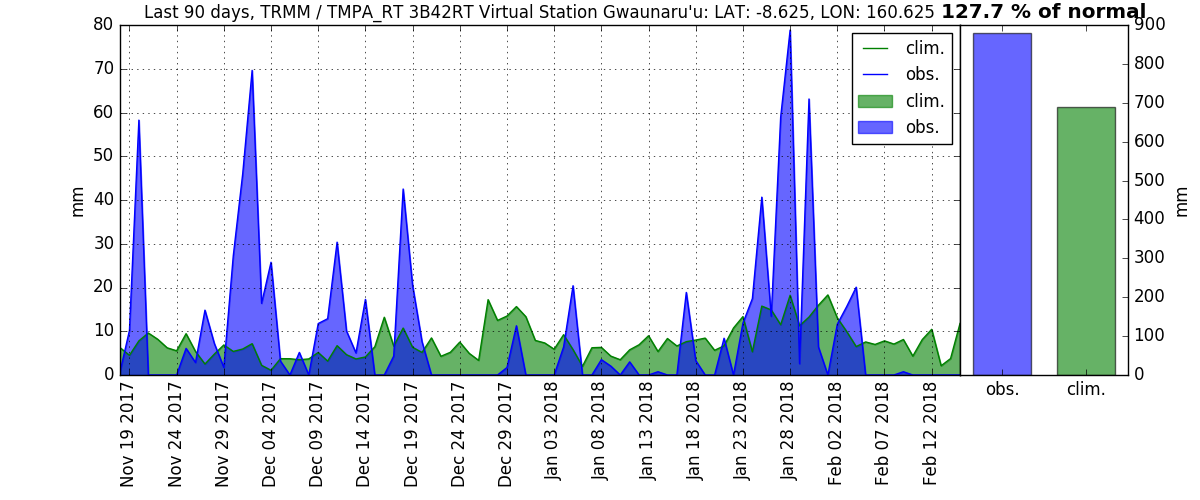 Last 90 days, TRMM / TMPA_RT 3B42RT Virtual Station Gwaunaru'u: LAT: -8.625, LON: 160.625 127.7 % of normal
80
70
60
50
40
30
20
10
0
mm
clim.
obs.
clim.
obs.
Nov 19 2017
Nov 24 2017
Nov 29 2017
Dec 04 2017
Dec 09 2017
Dec 14 2017
Dec 19 2017
Dec 24 2017
Dec 29 2017
Jan 03 2018
Jan 08 2018
Jan 13 2018
Jan 18 2018
Jan 23 2018
Jan 28 2018
Feb 02 2018
Feb 07 2018
Feb 12 2018
900
800
700
600
500
400
300
200
100
0
mm
obs.
clim.